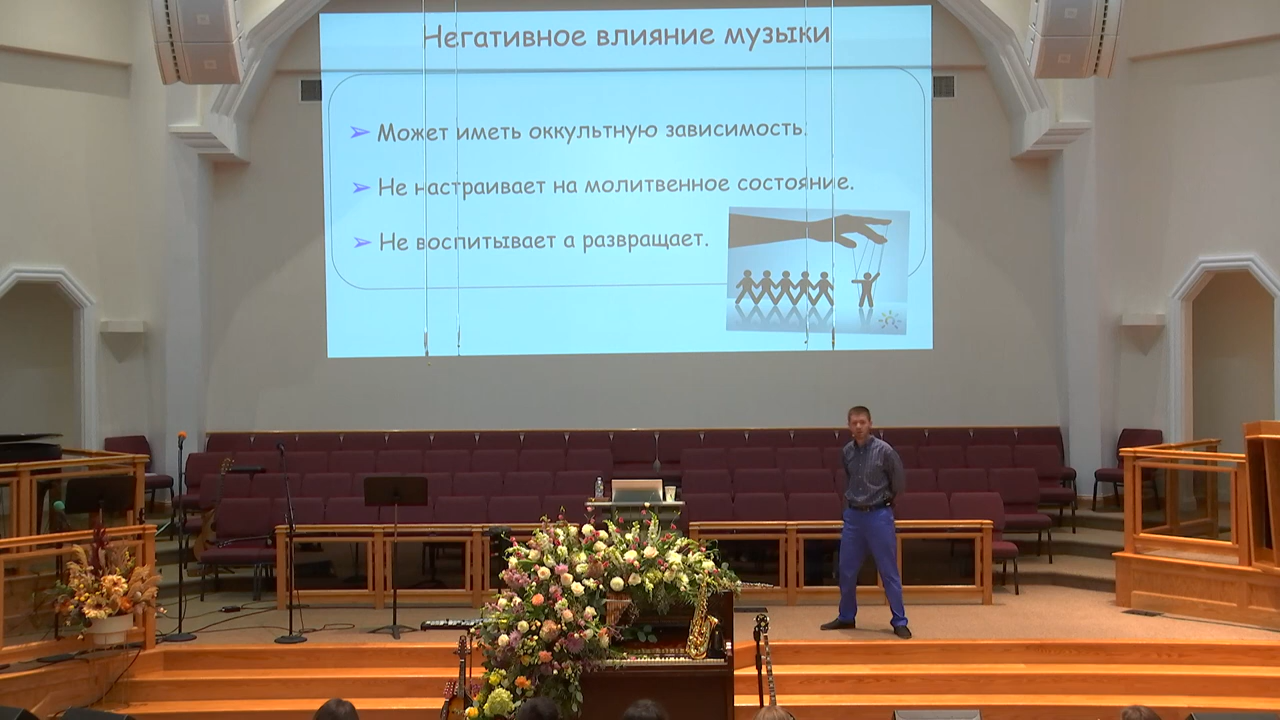 Негативное влияние музыки
Может иметь оккультную зависимость.
Не настраивает на молитвенное состояние.
Не воспитывает а развращает.